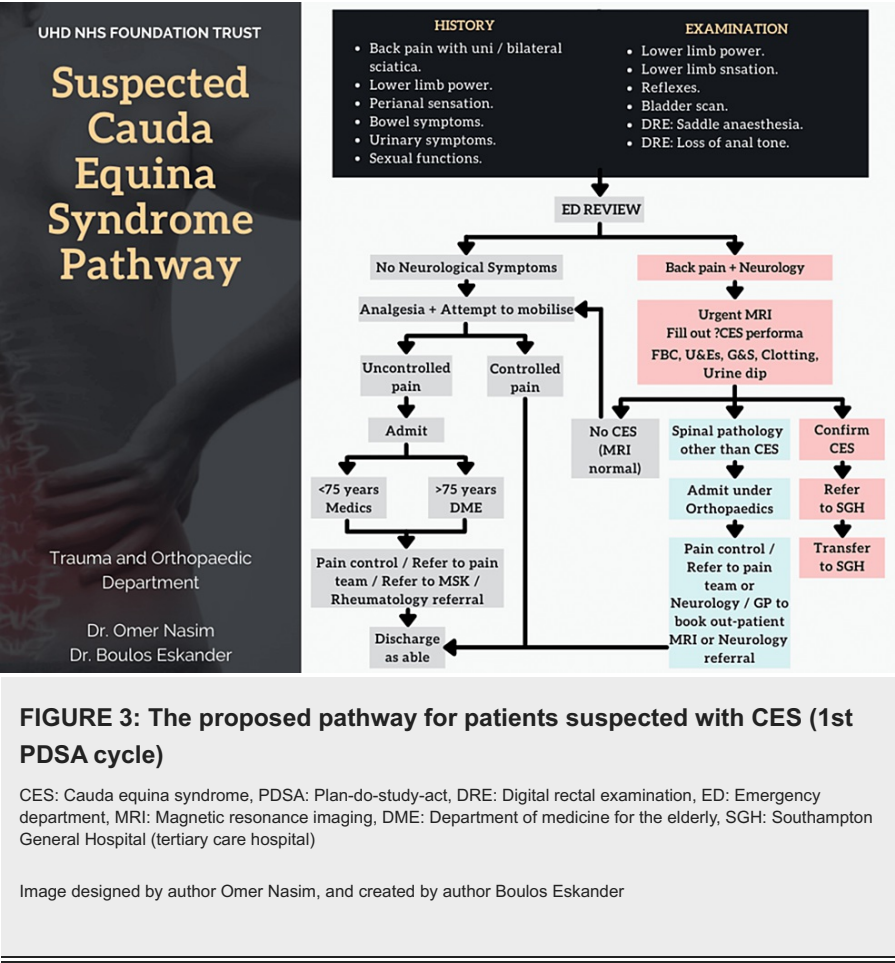 UHD NHS FOUNDATION TRUST
Suspected
Cauda
Equina
Syndrome
Pathway
Trauma and Orthopaedic
Department
Dr. Omer Nasim
Dr. Boulos Eskander
HISTORY
• Back pain with uni / bilateral
sciatica.
• Lower limb power.
• Perianal sensation.
• Bowel symptoms.
• Urinary symptoms.
• Sexual functions.
EXAMINATION
• Lower limb power.
• Lower limb snsation.
• Reflexes.
• Bladder scan.
• DRE: Saddle anaesthesia.
• DRE: Loss of anal tone.
ED REVIEW
No Neurological Symptoms
Analgesia + Attempt to mobilise
Uncontrolled
pain
Controlled
pain
Admit
<75 years
Medics
>75 years
DME
Pain control / Refer to pain
team / Refer to MSK /
Rheumatology referral
Discharge
as able
Back pain + Neurology
Urgent MRI
Fill out ?CES performa
FBC, U&Es, G&S, Clotting,
Urine dip
No CES
(MRI
normal)
Spinal pathology
other than CES
Admit under
Orthopaedics
Pain control /
Refer to pain
team or
Neurology / GP to
book out-patient
MRI or Neurology
referral
Confirm
CES
Refer
to SGH
Transfer
to SGH
FIGURE 3: The proposed pathway for patients suspected with CES (1st
PDSA cycle)
CES: Cauda equina syndrome, PDSA: Plan-do-study-act, DRE: Digital rectal examination, ED: Emergency
department, MRI: Magnetic resonance imaging, DME: Department of medicine for the elderly, SGH: Southampton
General Hospital (tertiary care hospital)
Image designed by author Omer Nasim, and created by author Boulos Eskander